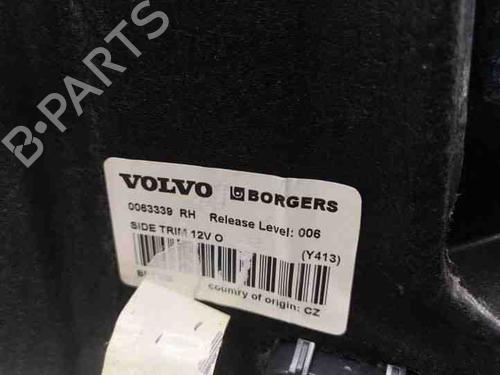 B-PARTS
VOLVO BORGERS
0063339 RH Release Level: 006
SIDE TRIM 12V O (Y413)
country of origin: CZ